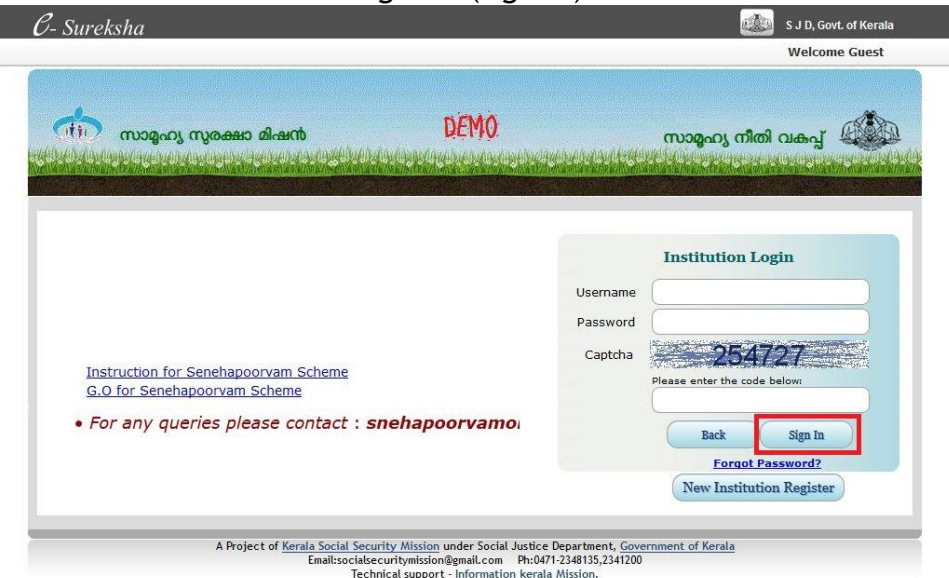 C- Sureksha
S J D, Govt. of Kerala
Welcome Guest
സാമൂഹ്യ സുരക്ഷാ മിഷൻ
DEMO
സാമൂഹ്യ നീതി വകുപ്പ്
Institution Login
Username
Password
Captcha
254727
Please enter the code below:
Instruction for Senehapoorvam Scheme
G.O for Senehapoorvam Scheme
• For any queries please contact : snehapoorvamo
Back
Sign In
Forgot Password?
New Institution Register
A Project of Kerala Social Security Mission under Social Justice Department, Government of Kerala
Email:socialsecuritymission@gmail.com Ph:0471-2348135,2341200
Technical support - Information kerala Mission.